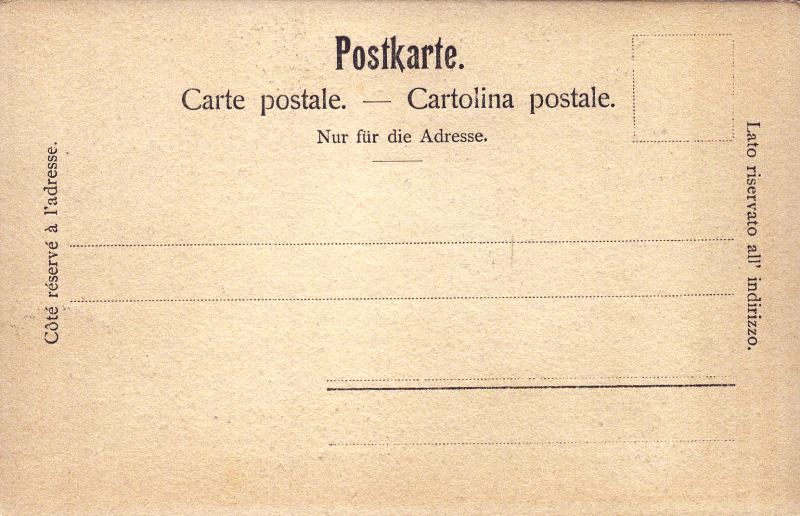 Postkarte.
Carte postale. — Cartolina postale.
Nur für die Adresse.
Côté réservé à l'adresse.
Lato riservato all' indirizzo.